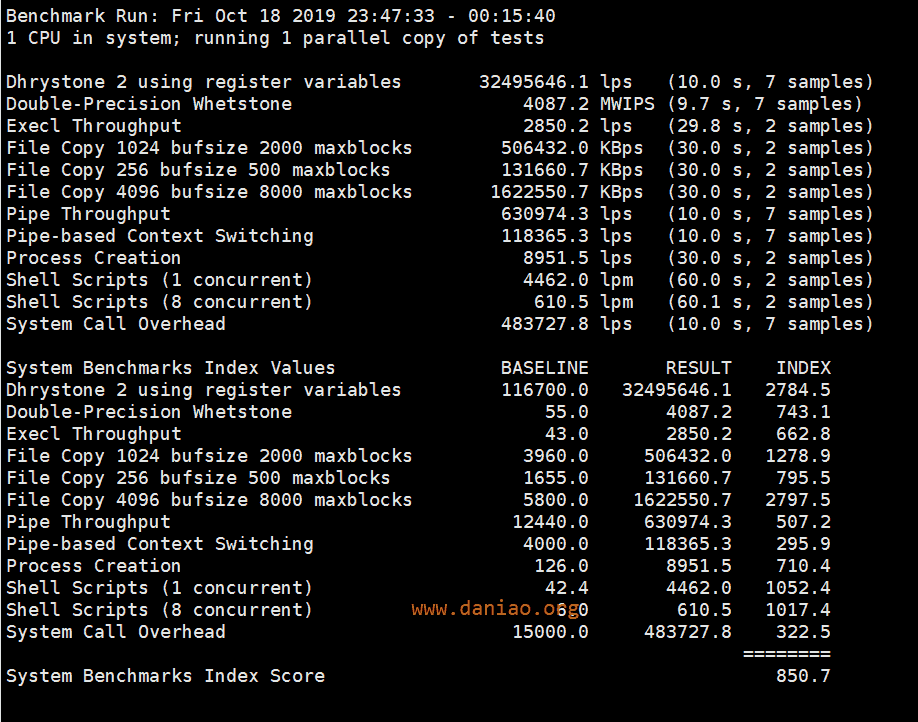 Benchmark Run: Fri Oct 18 2019 23:47:33 - 00:15:40
1 CPU in system; running 1 parallel copy of tests
Dhrystone 2 using register variables 32495646.1 lps (10.0 s, 7 samples)
Double-Precision Whetstone 4087.2 MWIPS (9.7 s, 7 samples)
Execl Throughput 2850.2 lps (29.8 s, 2 samples)
File Copy 1024 bufsize 2000 maxblocks 506432.0 KBps (30.0 s, 2 samples)
File Copy 256 bufsize 500 maxblocks 131660.7 KBps (30.0 s, 2 samples)
File Copy 4096 bufsize 8000 maxblocks 1622550.7 KBps (30.0 s, 2 samples)
Pipe Throughput 630974.3 lps (10.0 s, 7 samples)
Pipe-based Context Switching 118365.3 lps (10.0 s, 7 samples)
Process Creation 8951.5 lps (30.0 s, 2 samples)
Shell Scripts (1 concurrent) 4462.0 lpm (60.0 s, 2 samples)
Shell Scripts (8 concurrent) 610.5 lpm (60.1 s, 2 samples)
System Call Overhead 483727.8 lps (10.0 s, 7 samples)
System Benchmarks Index Values BASELINE RESULT INDEX
Dhrystone 2 using register variables 116700.0 32495646.1 2784.5
Double-Precision Whetstone 55.0 4087.2 743.1
Execl Throughput 43.0 2850.2 662.8
File Copy 1024 bufsize 2000 maxblocks 3960.0 506432.0 1278.9
File Copy 256 bufsize 500 maxblocks 1655.0 131660.7 795.5
File Copy 4096 bufsize 8000 maxblocks 5800.0 1622550.7 2797.5
Pipe Throughput 12440.0 630974.3 507.2
Pipe-based Context Switching 4000.0 118365.3 295.9
Process Creation 126.0 8951.5 710.4
Shell Scripts (1 concurrent) 42.4 4462.0 1052.4
Shell Scripts (8 concurrent) 6.0 610.5 1017.4
www.daniao.org
System Call Overhead 15000.0 483727.8 322.5
========
System Benchmarks Index Score 850.7